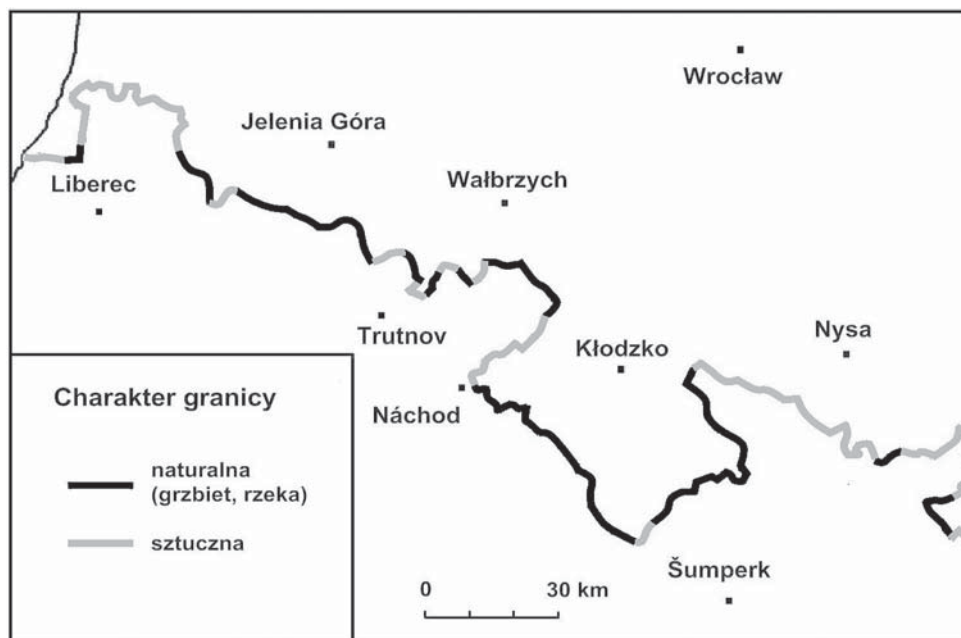 Wrocław
Jelenia Góra
Liberec
Wałbrzych
Trutnov
Kłodzko
Nysa
Náchod
Charakter granicy
naturalna
(grzbiet, rzeka)
sztuczna
0 30 km
Šumperk